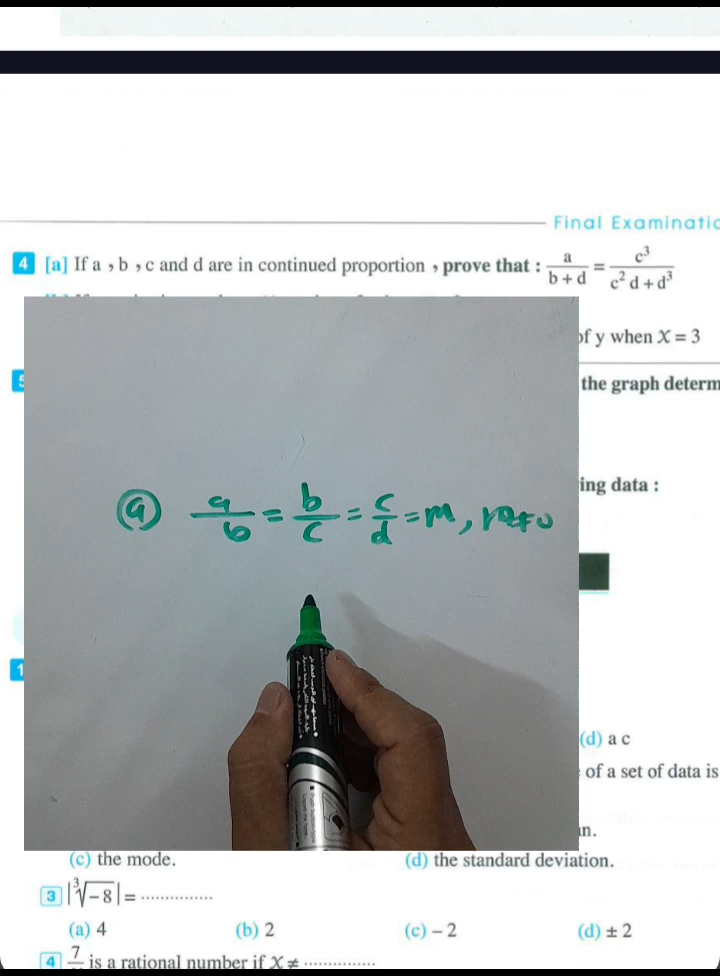 Final Examinatio
4 [a] If a , b , c and d are in continued proportion , prove that : a/(b + d) = c³/(c² d + d³)
of y when X = 3
the graph determ
ing data :
(a) a/b = b/c = c/d = m, m≠0
1
(d) a c
of a set of data is
n.
(c) the mode. (d) the standard deviation.
3 |∛-8| = ...............
(a) 4 (b) 2 (c) – 2 (d) ± 2
4 7 is a rational number if X ≠ ...............